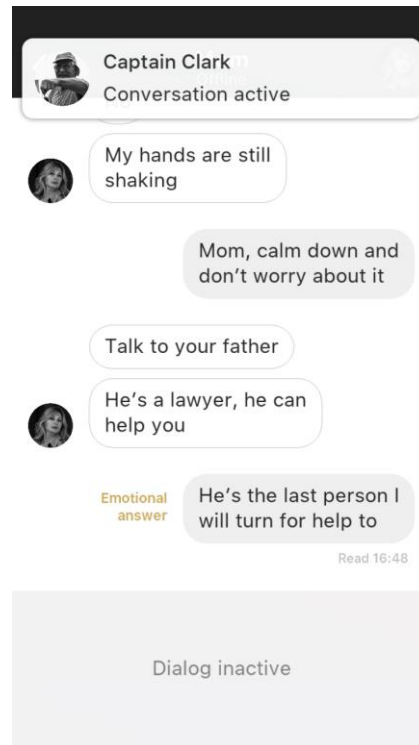 Captain Clark
Conversation active
My hands are still
shaking
Mom, calm down and
don’t worry about it
Talk to your father
He’s a lawyer, he can
help you
Emotional
answer
He’s the last person I
will turn for help to
Read 16:48
Dialog inactive